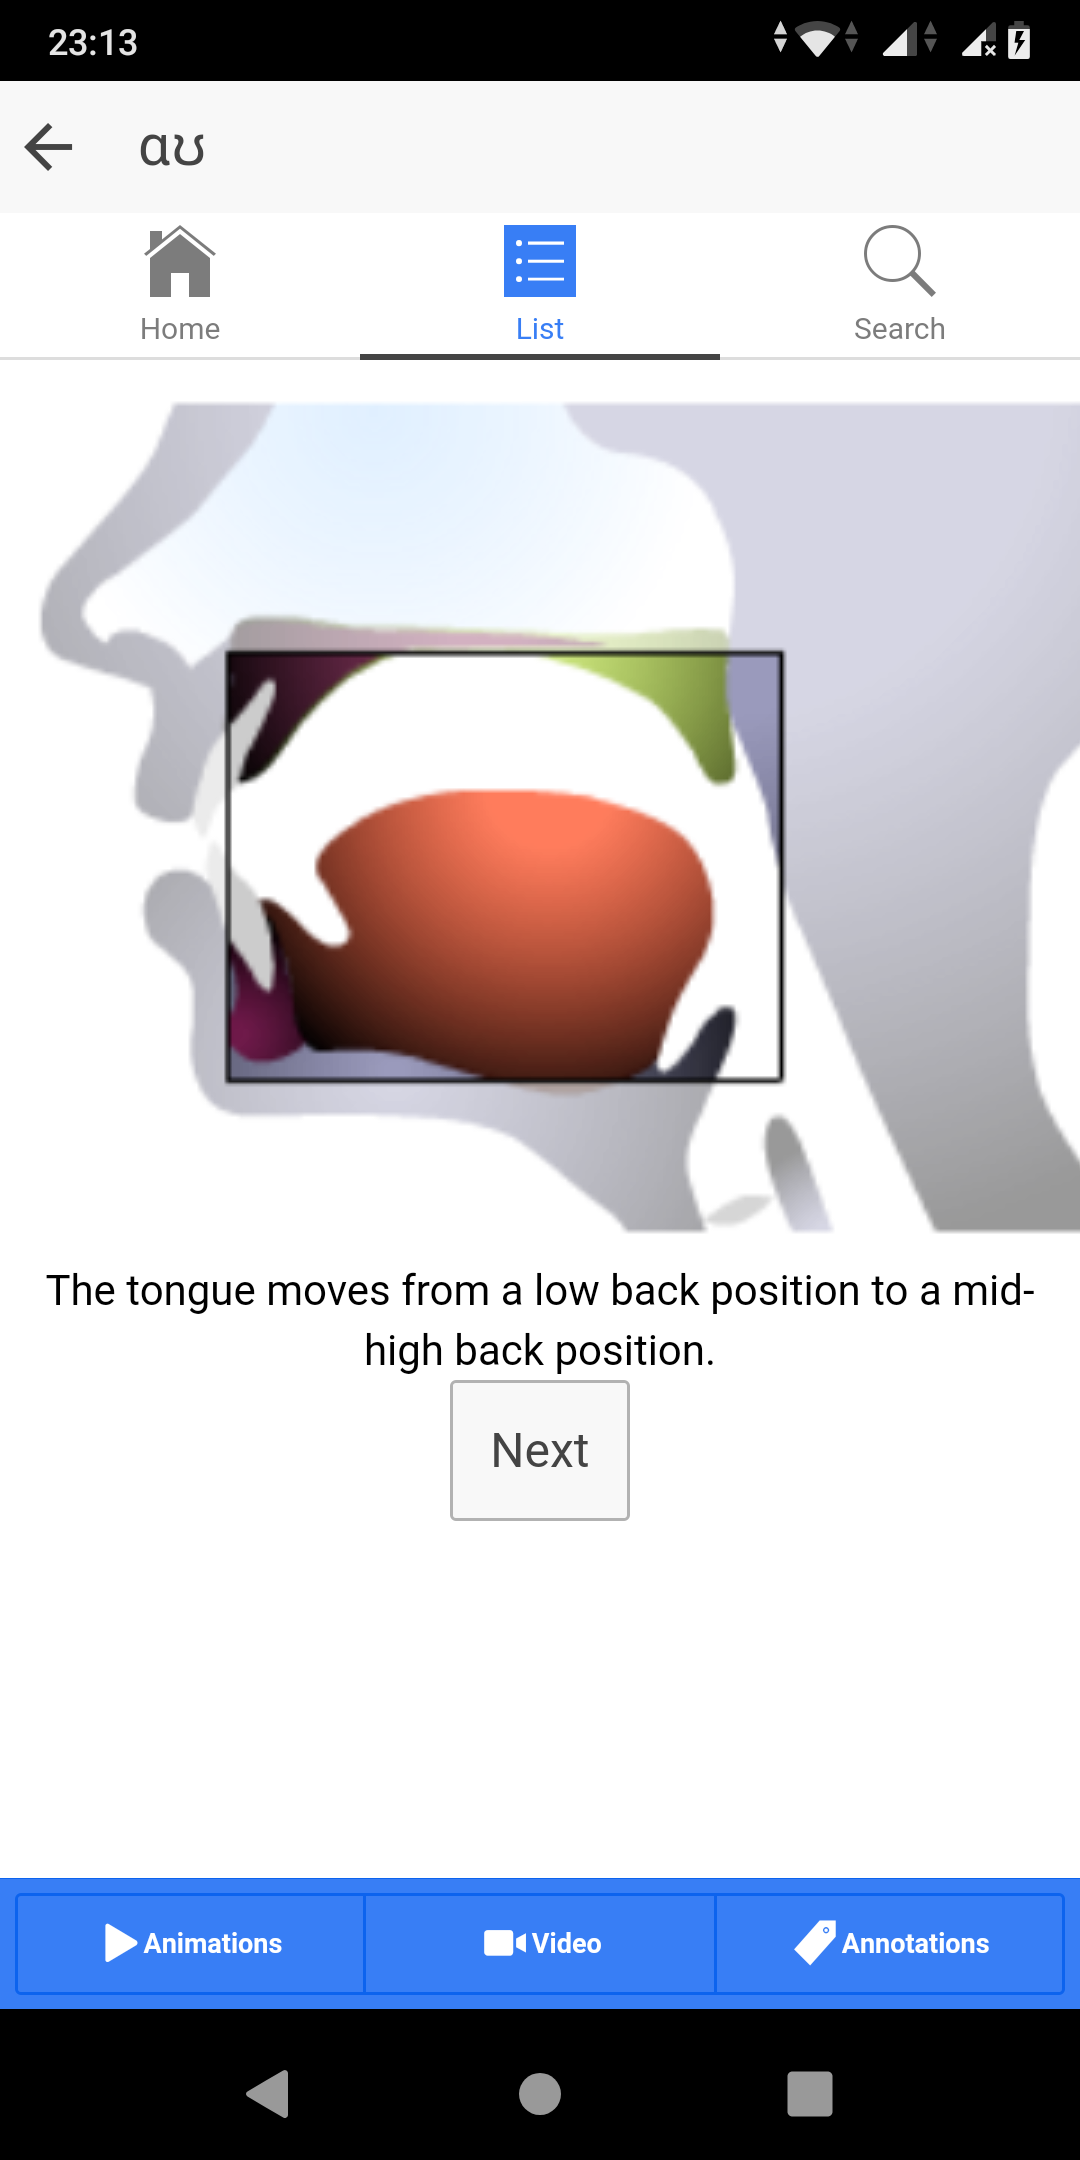 23:13
ɑʊ
Home
List
Search
The tongue moves from a low back position to a mid-
high back position.
Next
Animations
Video
Annotations